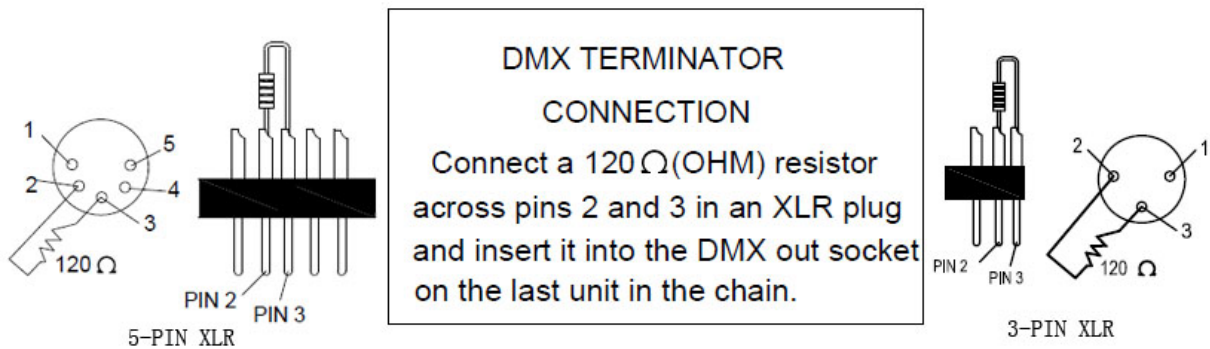 1
5
2
4
3
120 Ω
PIN 2
PIN 3
5-PIN XLR
DMX TERMINATOR
CONNECTION
Connect a 120 Ω(OHM) resistor
across pins 2 and 3 in an XLR plug
and insert it into the DMX out socket
on the last unit in the chain.
2
1
3
120 Ω
PIN 2
PIN 3
3-PIN XLR